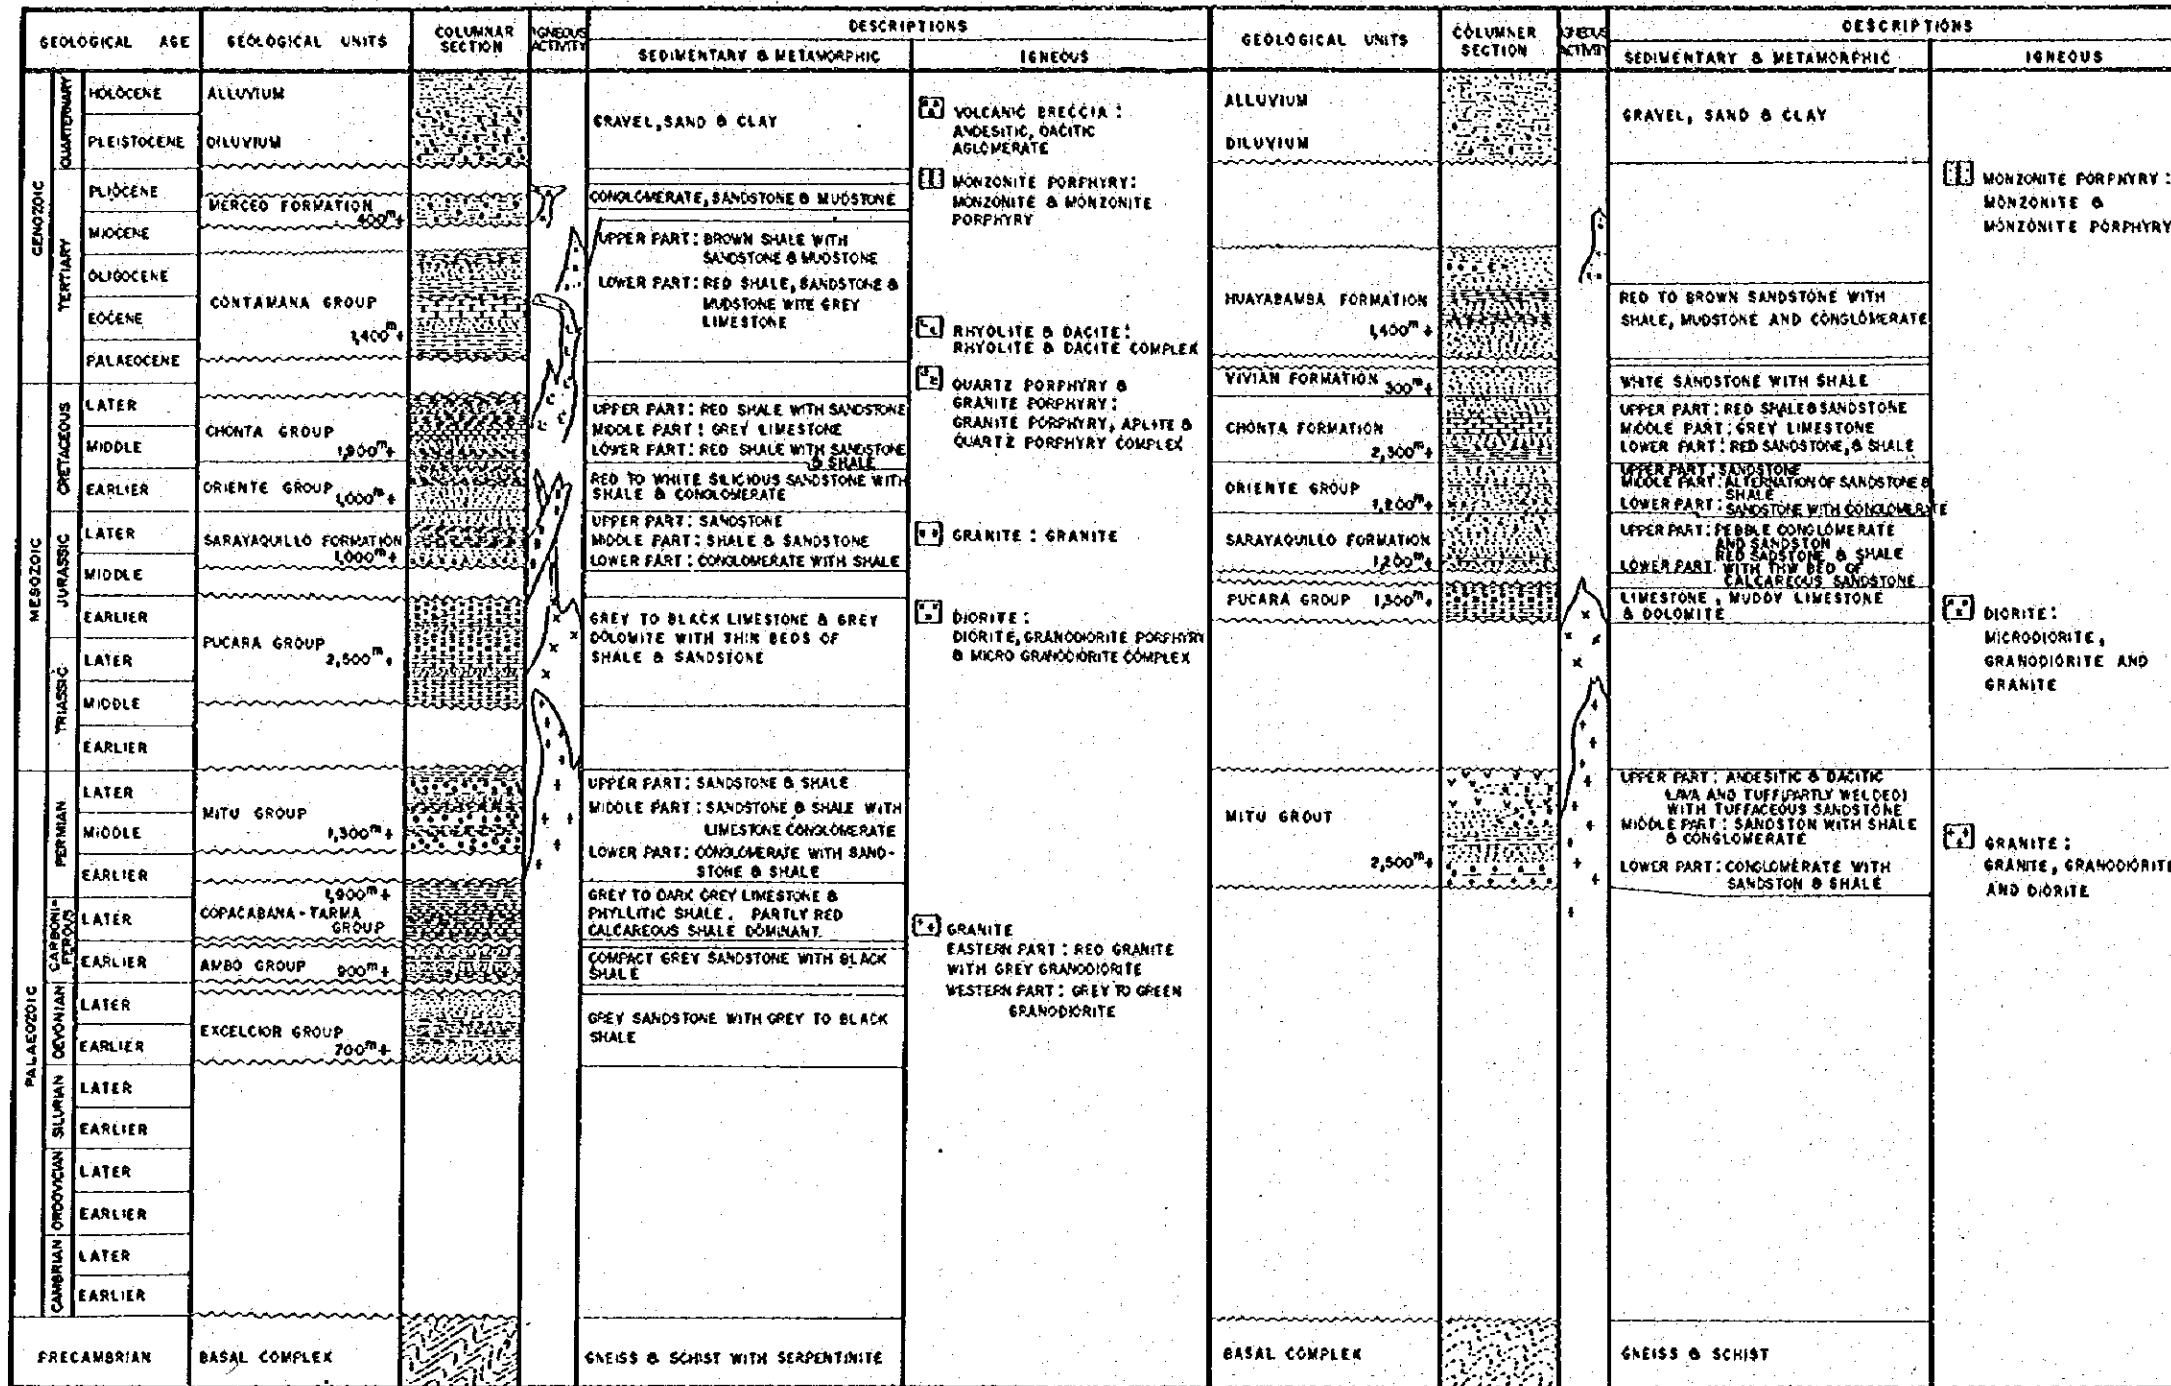 GEOLOGICAL AGE
GEOLOGICAL UNITS
COLUMNAR
SECTION
IGNEOUS
ACTIVITY
DESCRIPTIONS
SEDIMENTARY & METAMORPHIC
IGNEOUS
GEOLOGICAL UNITS
COLUMNER
SECTION
IGNEOUS
ACTIVITY
DESCRIPTIONS
SEDIMENTARY & METAMORPHIC
IGNEOUS
CENOZOIC
QUARTERNARY
HOLOCENE
PLEISTOCENE
TERTIARY
PLIOCENE
MIOCENE
OLIGOCENE
EOCENE
PALAEOCENE
MESOZOIC
CRETACEOUS
LATER
MIDDLE
EARLIER
JURASSIC
LATER
MIDDLE
EARLIER
TRIASSIC
LATER
MIDDLE
EARLIER
PALAEOZOIC
PERMIAN
LATER
MIDDLE
EARLIER
CARBONI-
FEROUS
LATER
EARLIER
DEVONIAN
LATER
EARLIER
SILURIAN
LATER
EARLIER
ORDOVICIAN
LATER
EARLIER
CAMBRIAN
LATER
EARLIER
PRECAMBRIAN
ALLUVIUM
DILUVIUM
MERCED FORMATION
400m+
CONTAMANA GROUP
1,400m+
CHONTA GROUP
1,900m+
ORIENTE GROUP
1,000m+
SARAYAQUILLO FORMATION
1,000m+
PUCARA GROUP
2,500m+
MITU GROUP
1,300m+
1,900m+
COPACABANA-TARMA
GROUP
AMBO GROUP 900m+
EXCELCIOR GROUP
700m+
BASAL COMPLEX
GRAVEL, SAND & CLAY
CONGLOMERATE, SANDSTONE & MUDSTONE
UPPER PART: BROWN SHALE WITH
SANDSTONE & MUDSTONE
LOWER PART: RED SHALE, SANDSTONE &
MUDSTONE WITE GREY
LIMESTONE
UPPER PART: RED SHALE WITH SANDSTONE
MIDDLE PART: GREY LIMESTONE
LOWER PART: RED SHALE WITH SANDSTONE
& SHALE
RED TO WHITE SILICIOUS SANDSTONE WITH
SHALE & CONGLOMERATE
UPPER PART: SANDSTONE
MIDDLE PART: SHALE & SANDSTONE
LOWER PART: CONGLOMERATE WITH SHALE
GREY TO BLACK LIMESTONE & GREY
DOLOMITE WITH THIN BEDS OF
SHALE & SANDSTONE
UPPER PART: SANDSTONE & SHALE
MIDDLE PART: SANDSTONE & SHALE WITH
LIMESTONE CONGLOMERATE
LOWER PART: CONGLOMERATE WITH SAND-
STONE & SHALE
GREY TO DARK GREY LIMESTONE &
PHYLLITIC SHALE. PARTLY RED
CALCAREOUS SHALE DOMINANT.
COMPACT GREY SANDSTONE WITH BLACK
SHALE
GREY SANDSTONE WITH GREY TO BLACK
SHALE
GNEISS & SCHIST WITH SERPENTINITE
VOLCANIC BRECCIA:
ANDESITIC, DACITIC
AGLOMERATE
MONZONITE PORPHYRY:
MONZONITE & MONZONITE
PORPHYRY
RHYOLITE & DACITE:
RHYOLITE & DACITE COMPLEX
QUARTZ PORPHYRY &
GRANITE PORPHYRY:
GRANITE PORPHYRY, APLITE &
QUARTZ PORPHYRY COMPLEX
GRANITE: GRANITE
DIORITE:
DIORITE, GRANODIORITE PORPHYRY
& MICRO GRANODIORITE COMPLEX
GRANITE
EASTERN PART: RED GRANITE
WITH GREY GRANODIORITE
WESTERN PART: GREY TO GREEN
GRANODIORITE
ALLUVIUM
DILUVIUM
HUAYABAMBA FORMATION
1,400m+
VIVIAN FORMATION 300m+
CHONTA FORMATION
2,300m+
ORIENTE GROUP
1,200m+
SARAYAQUILLO FORMATION
1,200m+
PUCARA GROUP 1,300m+
MITU GROUT
2,500m+
BASAL COMPLEX
GRAVEL, SAND & CLAY
RED TO BROWN SANDSTONE WITH
SHALE, MUDSTONE AND CONGLOMERATE
WHITE SANDSTONE WITH SHALE
UPPER PART: RED SHALE & SANDSTONE
MIDDLE PART: GREY LIMESTONE
LOWER PART: RED SANDSTONE, & SHALE
UPPER PART: SANDSTONE
MIDDLE PART: ALTERNATION OF SANDSTONE &
SHALE
LOWER PART: SANDSTONE WITH CONGLOMERATE
UPPER PART: PEBBLE CONGLOMERATE
AND SANDSTON
RED SADSTONE & SHALE
LOWER PART: WITH THIN BED OF
CALCAREOUS SANDSTONE
LIMESTONE, MUDDY LIMESTONE
& DOLOMITE
UPPER PART: ANDESITIC & DACITIC
LAVA AND TUFF(PARTLY WELDED)
WITH TUFFACEOUS SANDSTONE
MIDDLE PART: SANDSTON WITH SHALE
& CONGLOMERATE
LOWER PART: CONGLOMERATE WITH
SANDSTON & SHALE
GNEISS & SCHIST
MONZONITE PORPHYRY:
MONZONITE &
MONZONITE PORPHYRY
DIORITE:
MICRODIORITE,
GRANODIORITE AND
GRANITE
GRANITE:
GRANITE, GRANODIORITE
AND DIORITE